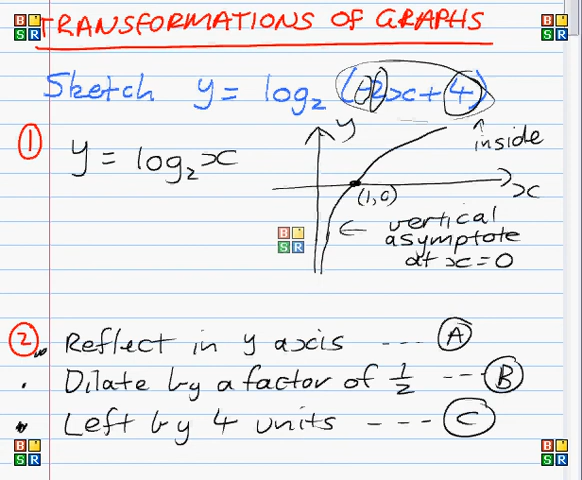 TRANSFORMATIONS OF GRAPHS
Sketch y = log₂ (-2x + 4)
inside
① y = log₂x
y
x
(1,0)
← vertical
asymptote
at x=0
② Reflect in y axis --- Ⓐ
Dilate by a factor of 1/2 --- Ⓑ
Left by 4 units --- Ⓒ
B S R
B S R
B S R
B S R
B S R